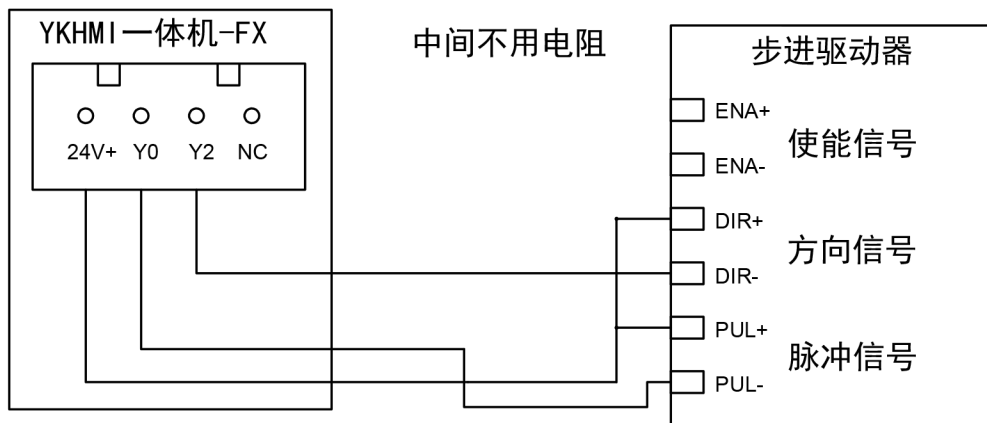 YKHMI一体机-FX
中间不用电阻
步进驱动器
24V+ Y0 Y2 NC
ENA+
使能信号
ENA-
DIR+
方向信号
DIR-
PUL+
脉冲信号
PUL-